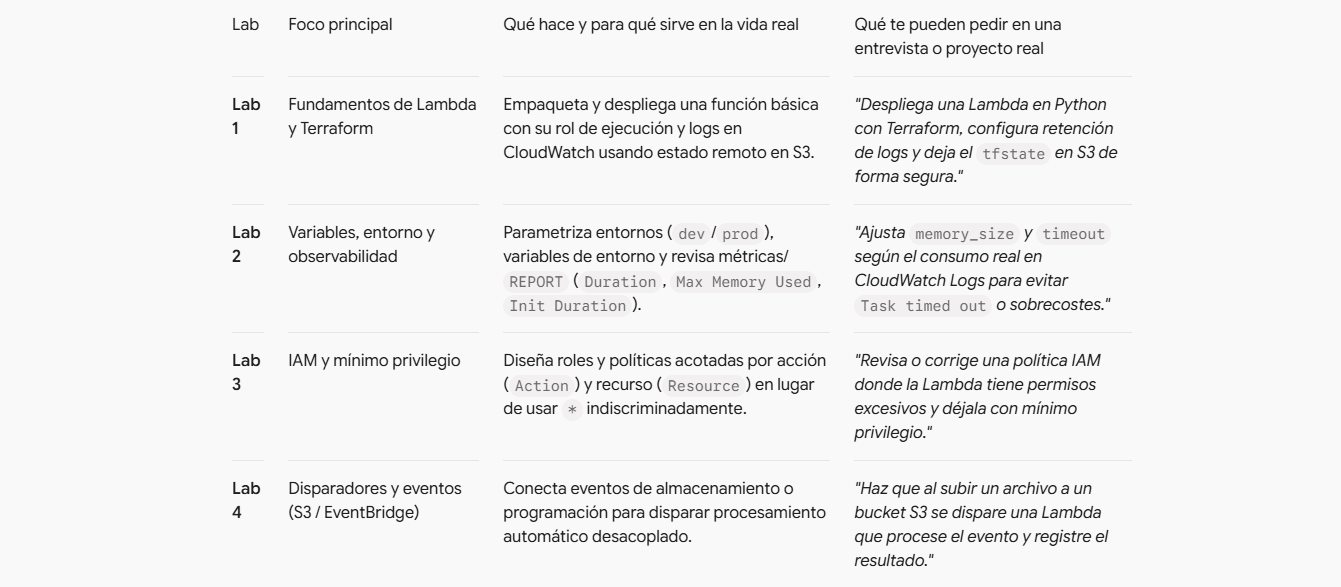 Lab
Foco principal
Qué hace y para qué sirve en la vida real
Qué te pueden pedir en una
entrevista o proyecto real
Lab
1
Fundamentos de Lambda
y Terraform
Empaqueta y despliega una función básica
con su rol de ejecución y logs en
CloudWatch usando estado remoto en S3.
"Despliega una Lambda en Python
con Terraform, configura retención
de logs y deja el tfstate en S3 de
forma segura."
Lab
2
Variables, entorno y
observabilidad
Parametriza entornos ( dev / prod ),
variables de entorno y revisa métricas/
REPORT ( Duration , Max Memory Used ,
Init Duration ).
"Ajusta memory_size y timeout
según el consumo real en
CloudWatch Logs para evitar
Task timed out o sobrecostes."
Lab
3
IAM y mínimo privilegio
Diseña roles y políticas acotadas por acción
( Action ) y recurso ( Resource ) en lugar
de usar * indiscriminadamente.
"Revisa o corrige una política IAM
donde la Lambda tiene permisos
excesivos y déjala con mínimo
privilegio."
Lab
4
Disparadores y eventos
(S3 / EventBridge)
Conecta eventos de almacenamiento o
programación para disparar procesamiento
automático desacoplado.
"Haz que al subir un archivo a un
bucket S3 se dispare una Lambda
que procese el evento y registre el
resultado."